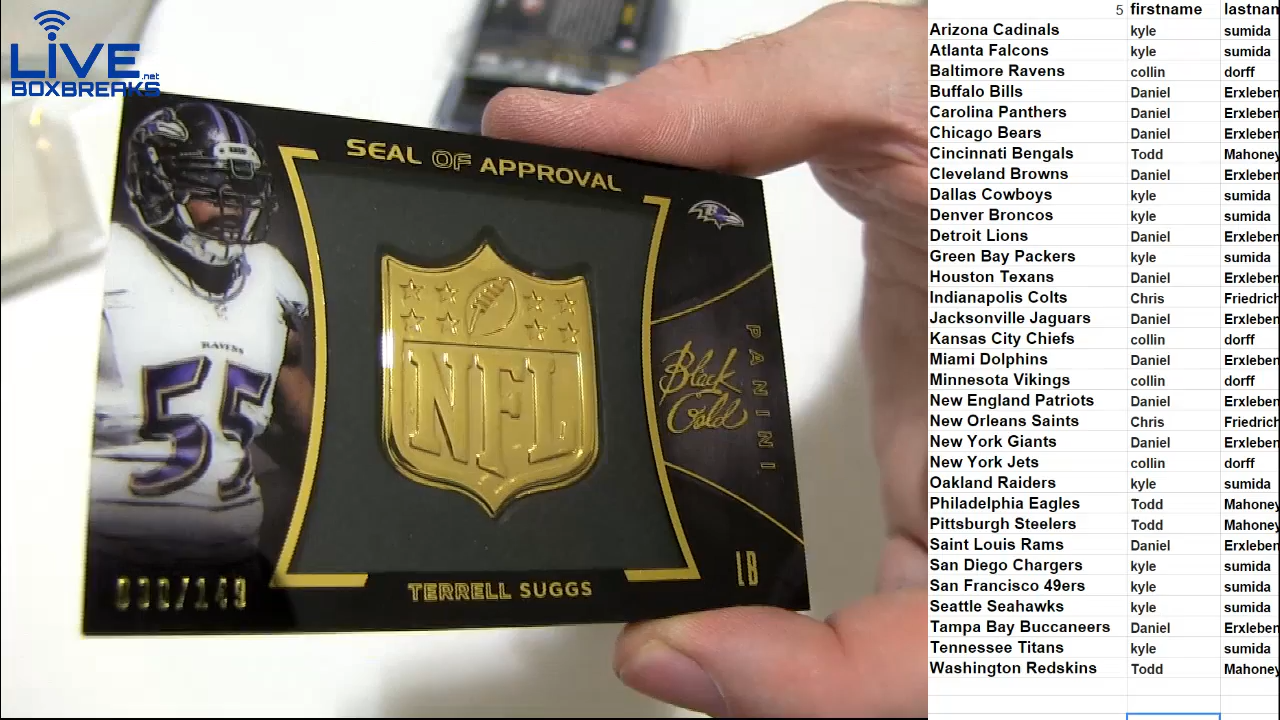 LIVE
.net
BOXBREAKS
SEAL OF APPROVAL
RAVENS
55
NFL
PANINI
Black
Gold
/149
TERRELL SUGGS
LB
5 firstname lastnam
Arizona Cadinals kyle sumida
Atlanta Falcons kyle sumida
Baltimore Ravens collin dorff
Buffalo Bills Daniel Erxleben
Carolina Panthers Daniel Erxleben
Chicago Bears Daniel Erxleben
Cincinnati Bengals Todd Mahoney
Cleveland Browns Daniel Erxleben
Dallas Cowboys kyle sumida
Denver Broncos kyle sumida
Detroit Lions Daniel Erxleben
Green Bay Packers kyle sumida
Houston Texans Daniel Erxleben
Indianapolis Colts Chris Friedrich
Jacksonville Jaguars Daniel Erxleben
Kansas City Chiefs collin dorff
Miami Dolphins Daniel Erxleben
Minnesota Vikings collin dorff
New England Patriots Daniel Erxleben
New Orleans Saints Chris Friedrich
New York Giants Daniel Erxleben
New York Jets collin dorff
Oakland Raiders kyle sumida
Philadelphia Eagles Todd Mahoney
Pittsburgh Steelers Todd Mahoney
Saint Louis Rams Daniel Erxleben
San Diego Chargers kyle sumida
San Francisco 49ers kyle sumida
Seattle Seahawks kyle sumida
Tampa Bay Buccaneers Daniel Erxleben
Tennessee Titans kyle sumida
Washington Redskins Todd Mahoney